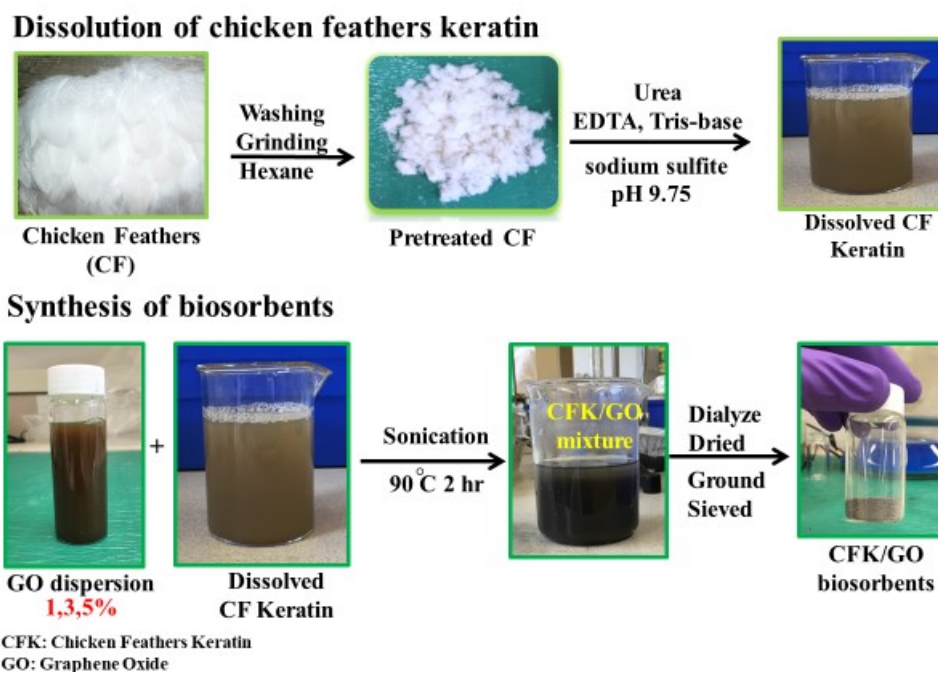 Dissolution of chicken feathers keratin
Washing
Grinding
Hexane
Urea
EDTA, Tris-base
sodium sulfite
pH 9.75
Chicken Feathers
(CF)
Pretreated CF
Dissolved CF
Keratin
Synthesis of biosorbents
+
Sonication
90°C 2 hr
CFK/GO
mixture
Dialyze
Dried
Ground
Sieved
GO dispersion
1,3,5%
Dissolved
CF Keratin
CFK/GO
biosorbents
CFK: Chicken Feathers Keratin
GO: Graphene Oxide